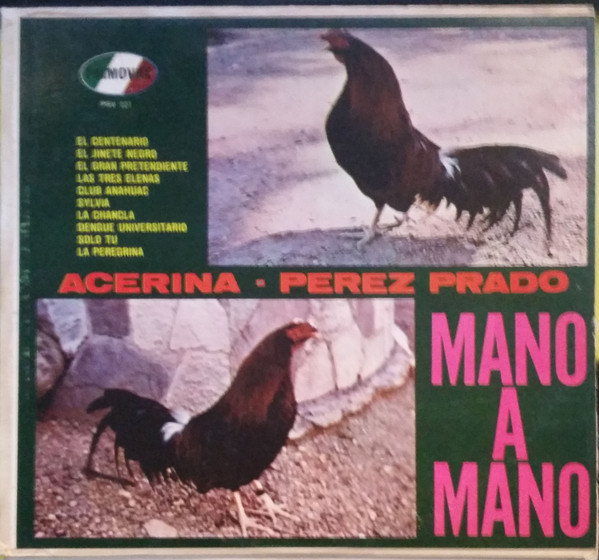 EL CENTENARIO
EL JINETE NEGRO
EL GRAN PRETENDIENTE
LAS TRES ELENAS
CLUB ANAHUAC
SYLVIA
LA CHANCLA
DENGUE UNIVERSITARIO
SOLO TU
LA PEREGRINA
ACERINA - PEREZ PRADO
MANO
A
MANO